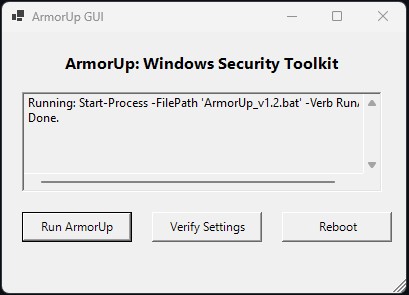 ArmorUp GUI
ArmorUp: Windows Security Toolkit
Running: Start-Process -FilePath 'ArmorUp_v1.2.bat' -Verb Run
Done.
Run ArmorUp
Verify Settings
Reboot